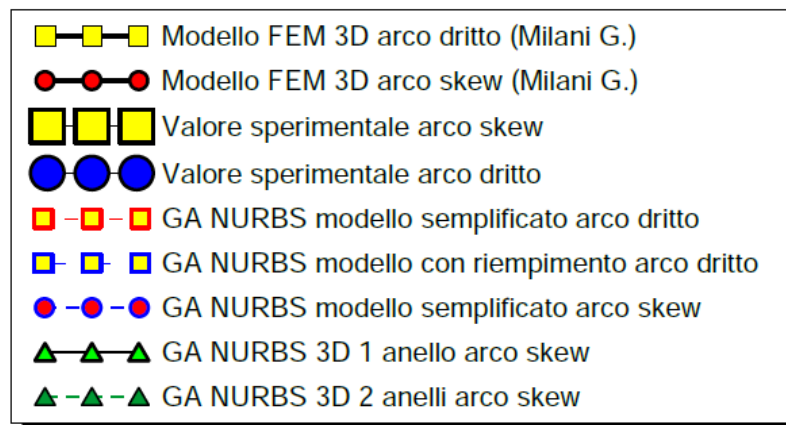 Modello FEM 3D arco dritto (Milani G.)
Modello FEM 3D arco skew (Milani G.)
Valore sperimentale arco skew
Valore sperimentale arco dritto
GA NURBS modello semplificato arco dritto
GA NURBS modello con riempimento arco dritto
GA NURBS modello semplificato arco skew
GA NURBS 3D 1 anello arco skew
GA NURBS 3D 2 anelli arco skew